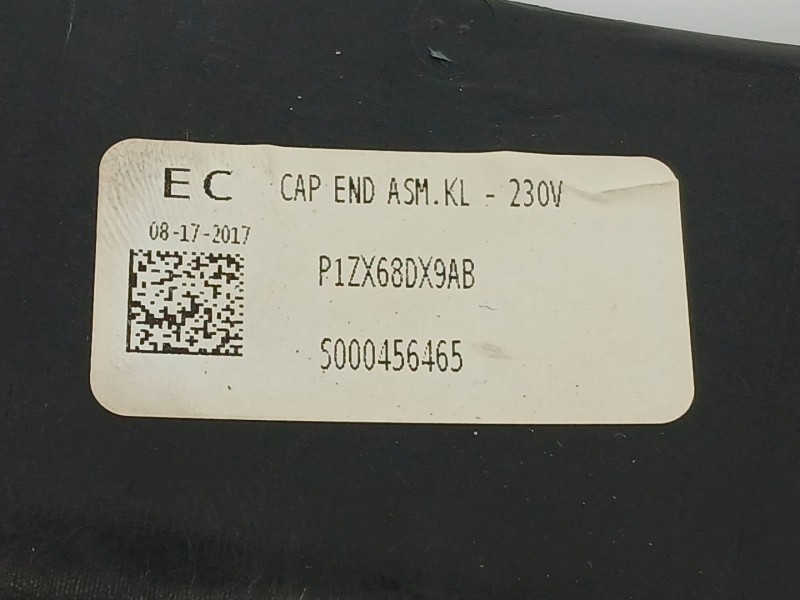 EC CAP END ASM.KL - 230V
08-17-2017
P1ZX68DX9AB
S000456465